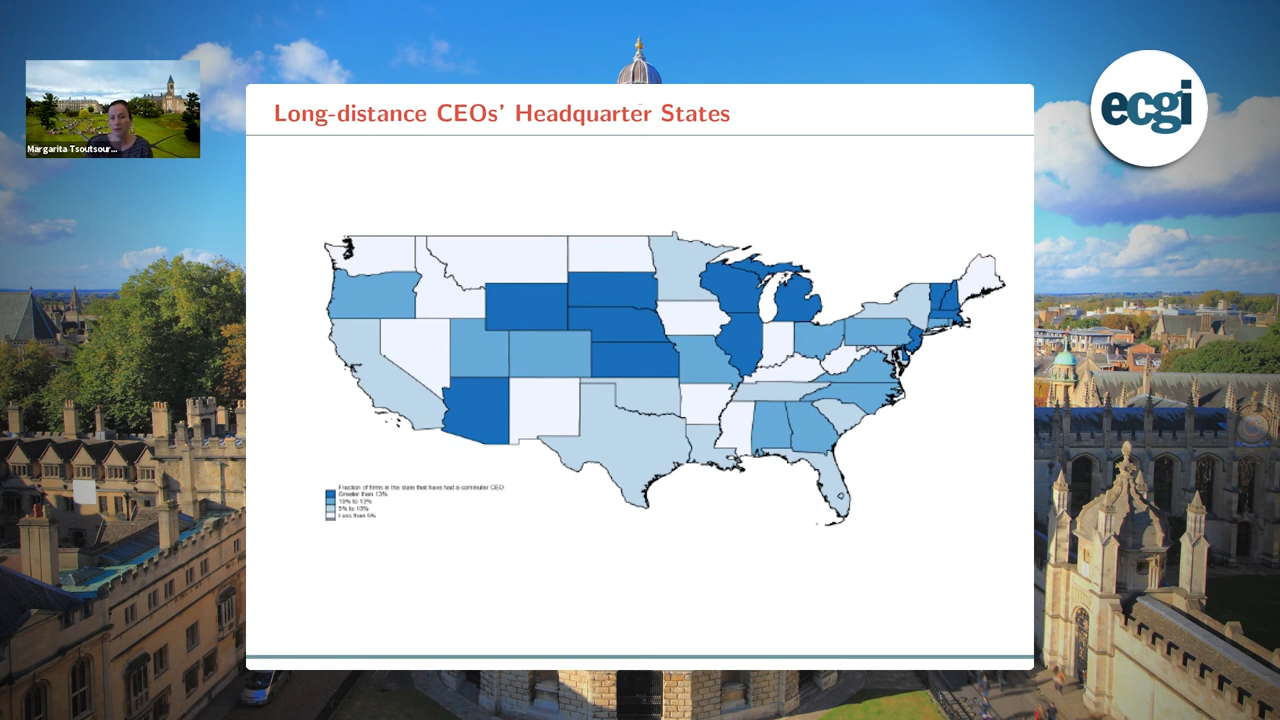 Long-distance CEOs' Headquarter States
ecgi
Margarita Tsoutsour...
Fraction of firms in the state that have had a commuter CEO:
Greater than 13%
10% to 13%
5% to 10%
Less than 5%